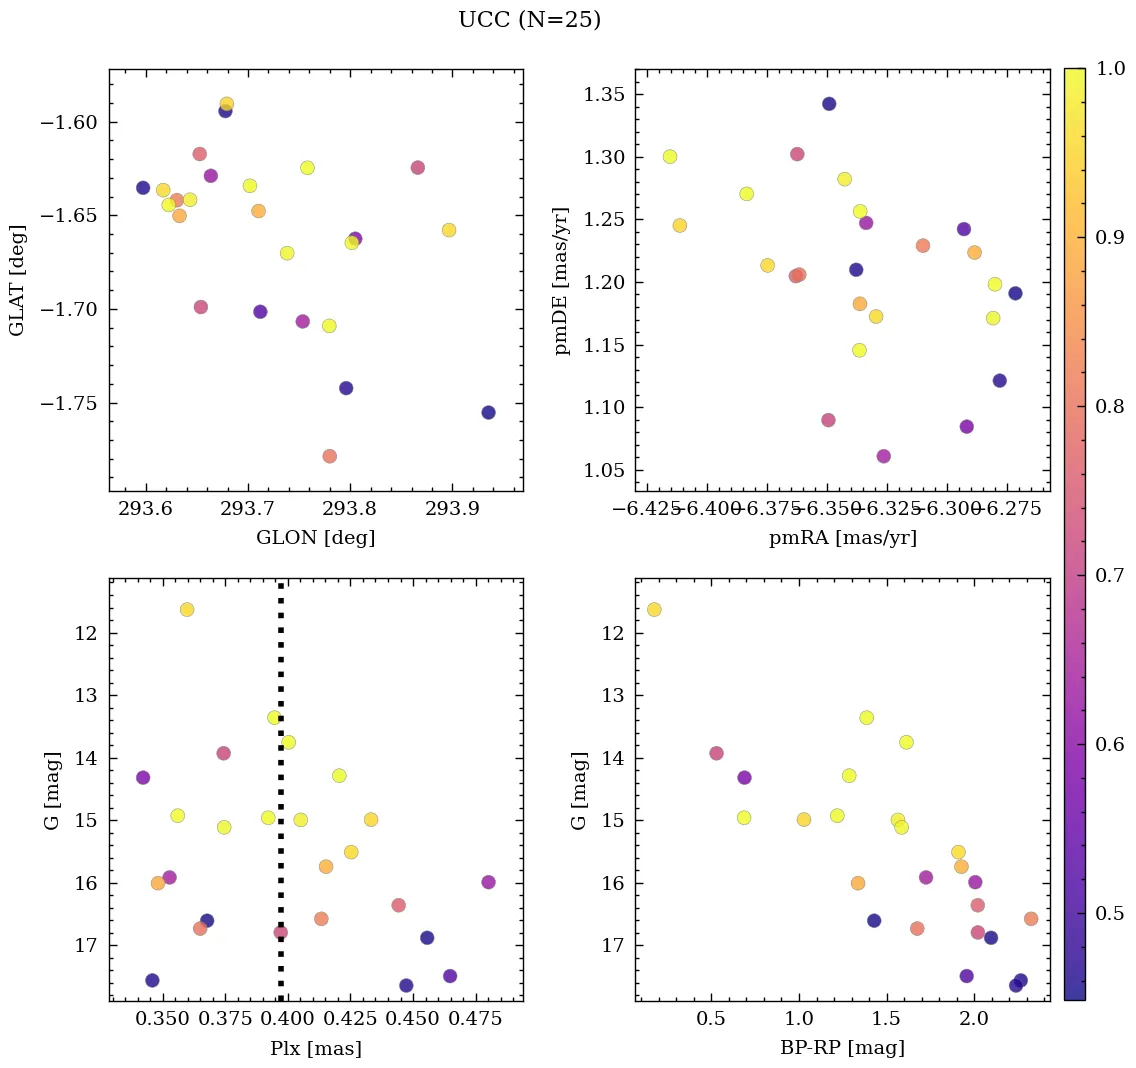 UCC (N=25)
−1.60
−1.65
−1.70
−1.75
GLAT [deg]
293.6 293.7 293.8 293.9
GLON [deg]
1.35
1.30
1.25
1.20
1.15
1.10
1.05
pmDE [mas/yr]
−6.425 −6.400 −6.375 −6.350 −6.325 −6.300 −6.275
pmRA [mas/yr]
12
13
14
15
16
17
G [mag]
0.350 0.375 0.400 0.425 0.450 0.475
Plx [mas]
12
13
14
15
16
17
G [mag]
0.5 1.0 1.5 2.0
BP-RP [mag]
1.0
0.9
0.8
0.7
0.6
0.5